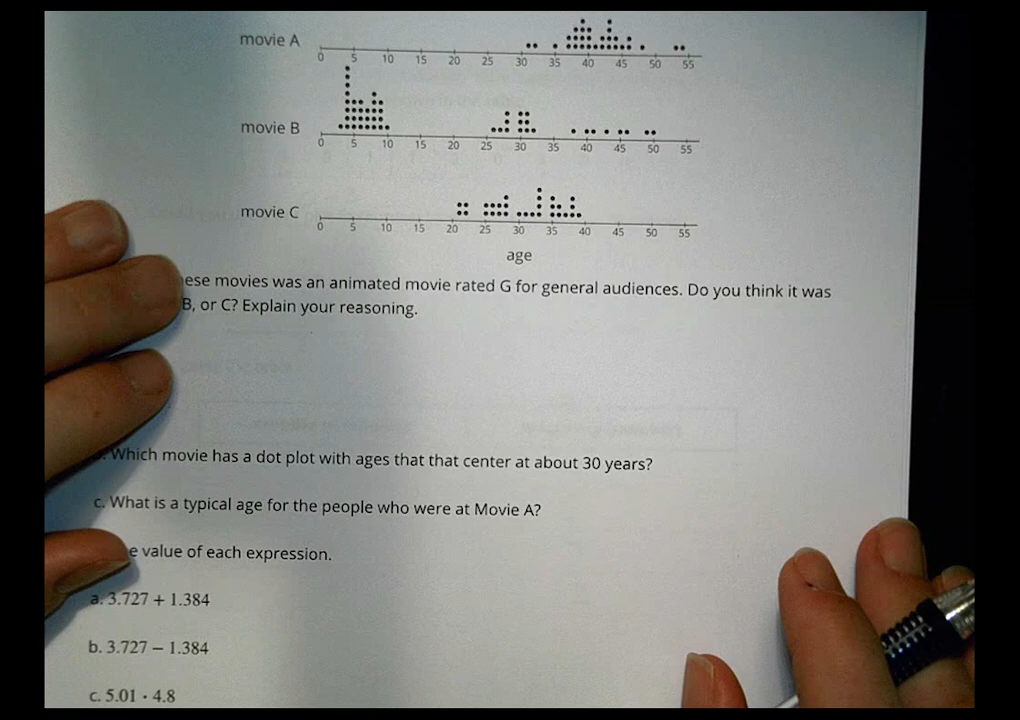 movie A
0 5 10 15 20 25 30 35 40 45 50 55
movie B
0 5 10 15 20 25 30 35 40 45 50 55
movie C
0 5 10 15 20 25 30 35 40 45 50 55
age
ese movies was an animated movie rated G for general audiences. Do you think it was
B, or C? Explain your reasoning.
. Which movie has a dot plot with ages that that center at about 30 years?
c. What is a typical age for the people who were at Movie A?
e value of each expression.
a. 3.727 + 1.384
b. 3.727 − 1.384
c. 5.01 · 4.8